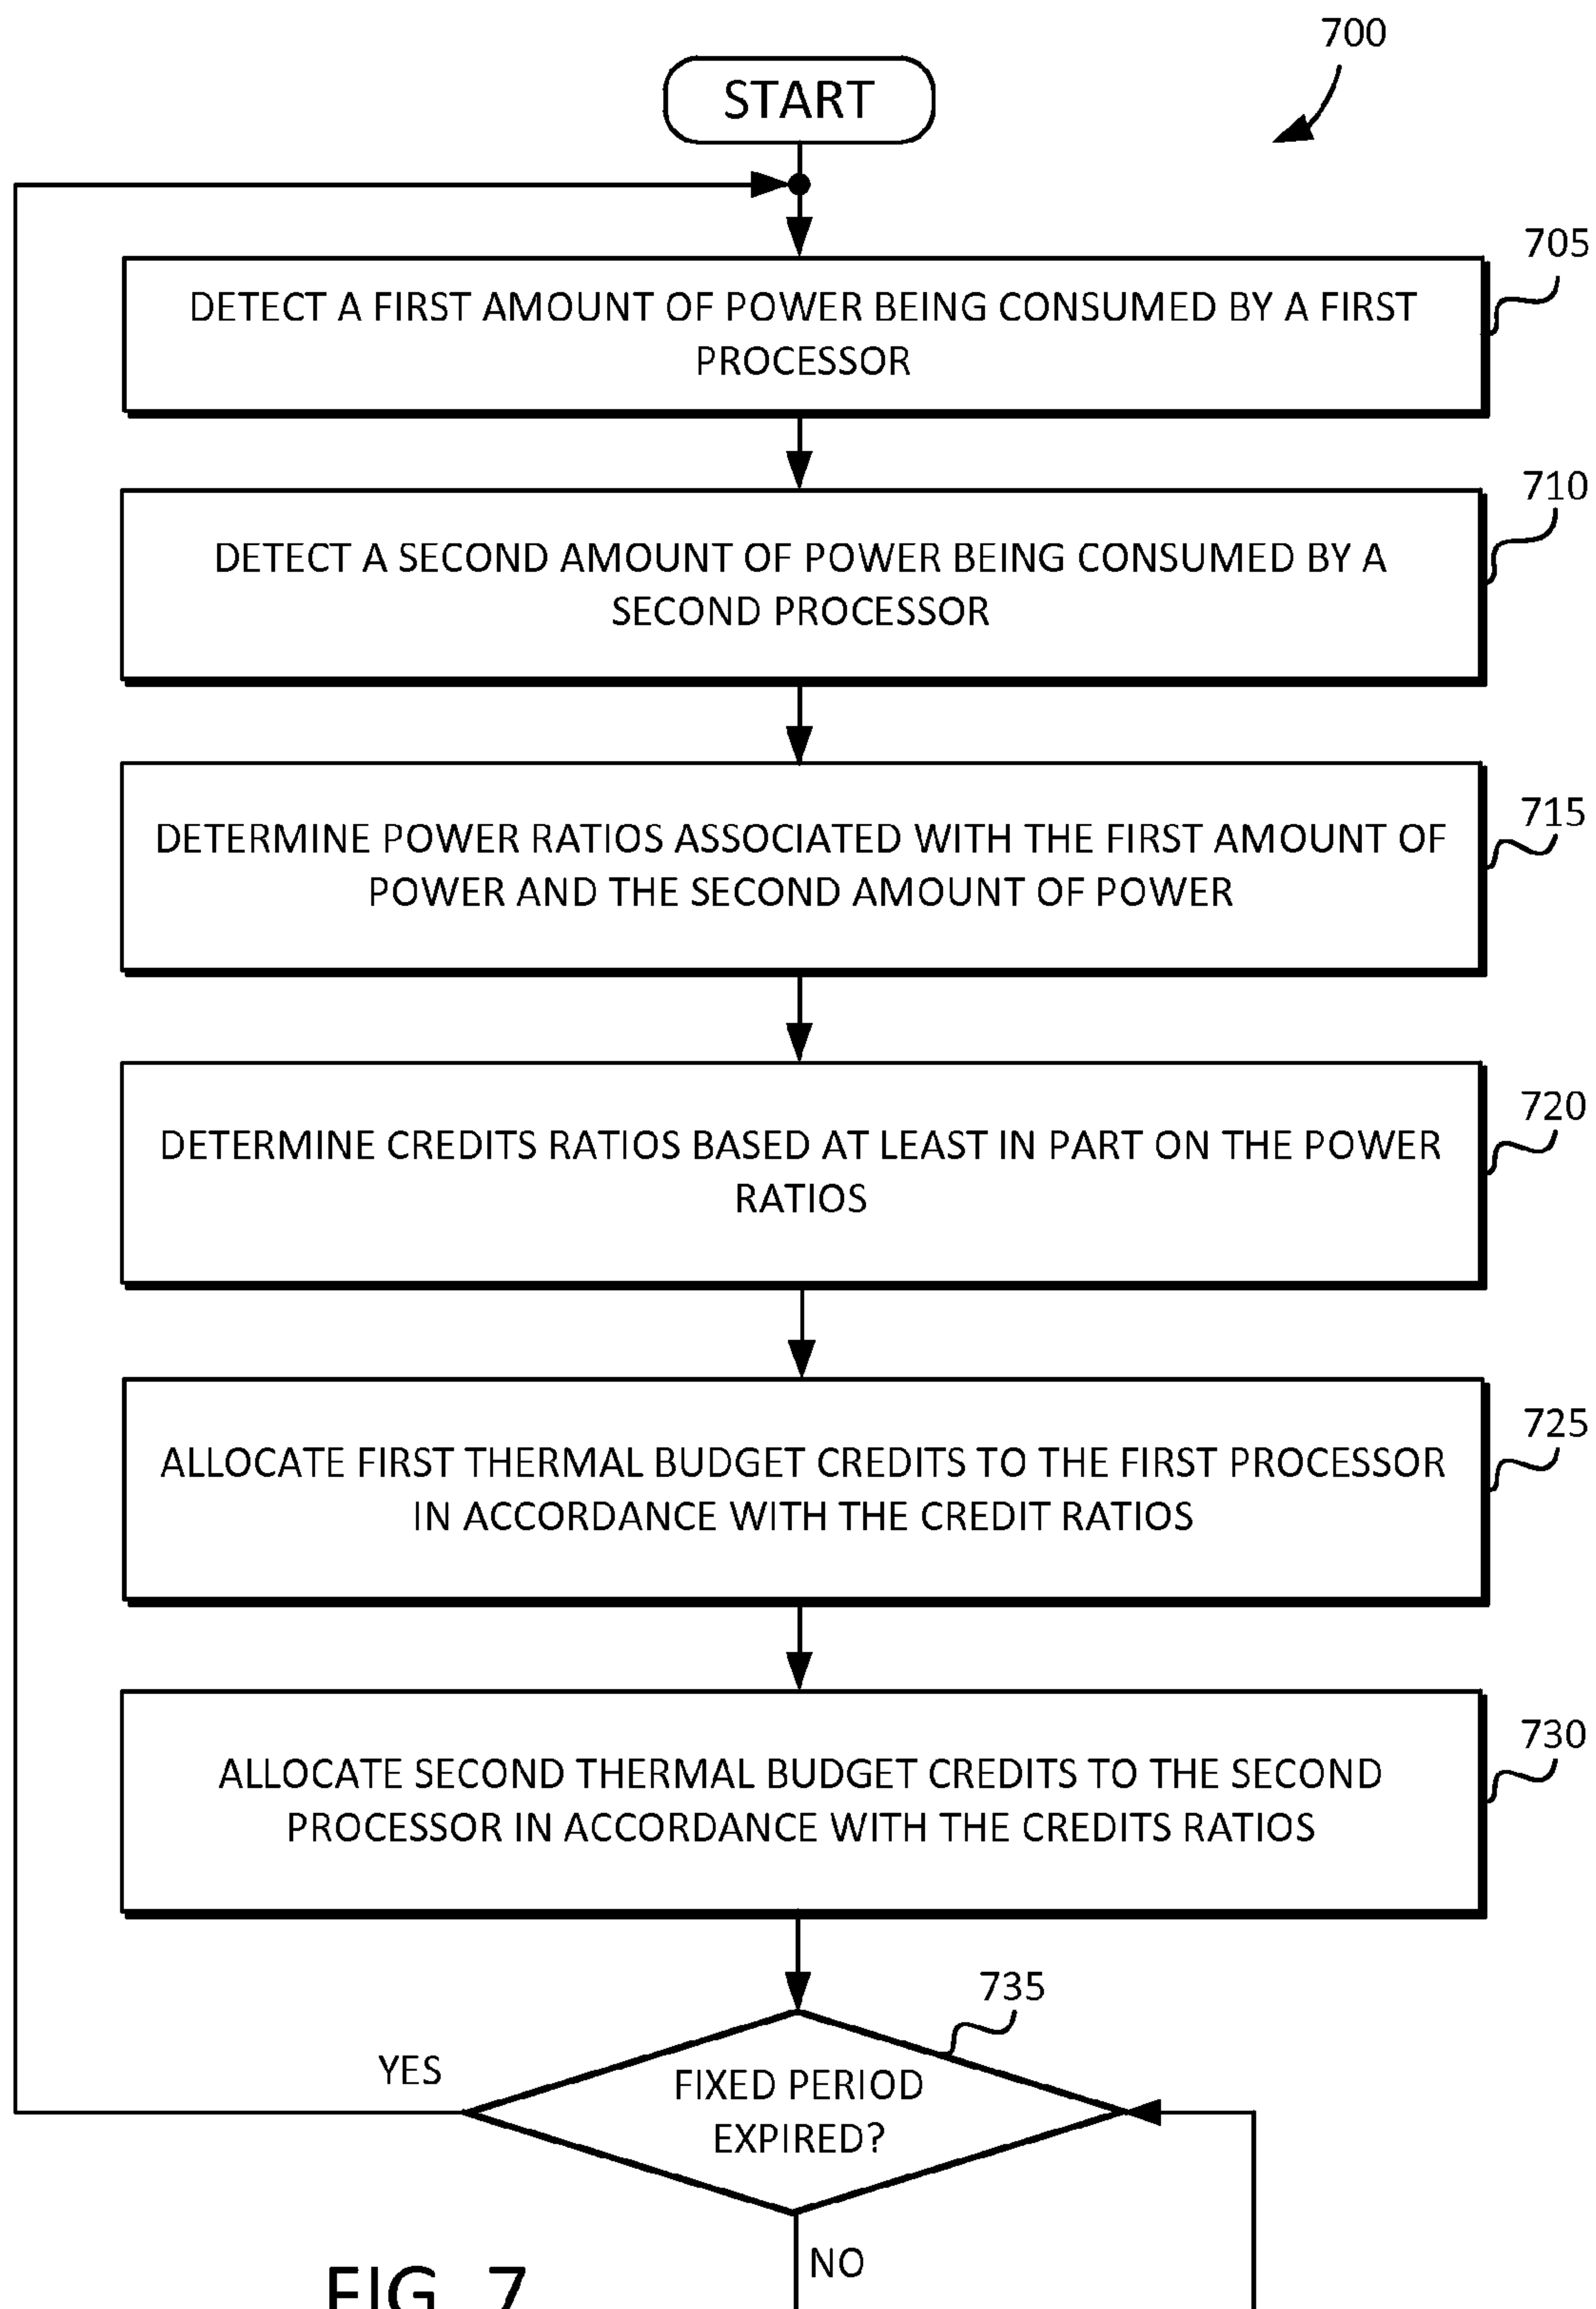 700
START
705
DETECT A FIRST AMOUNT OF POWER BEING CONSUMED BY A FIRST
PROCESSOR
710
DETECT A SECOND AMOUNT OF POWER BEING CONSUMED BY A
SECOND PROCESSOR
715
DETERMINE POWER RATIOS ASSOCIATED WITH THE FIRST AMOUNT OF
POWER AND THE SECOND AMOUNT OF POWER
720
DETERMINE CREDITS RATIOS BASED AT LEAST IN PART ON THE POWER
RATIOS
725
ALLOCATE FIRST THERMAL BUDGET CREDITS TO THE FIRST PROCESSOR
IN ACCORDANCE WITH THE CREDIT RATIOS
730
ALLOCATE SECOND THERMAL BUDGET CREDITS TO THE SECOND
PROCESSOR IN ACCORDANCE WITH THE CREDITS RATIOS
735
YES
FIXED PERIOD
EXPIRED?
NO
FIG. 7